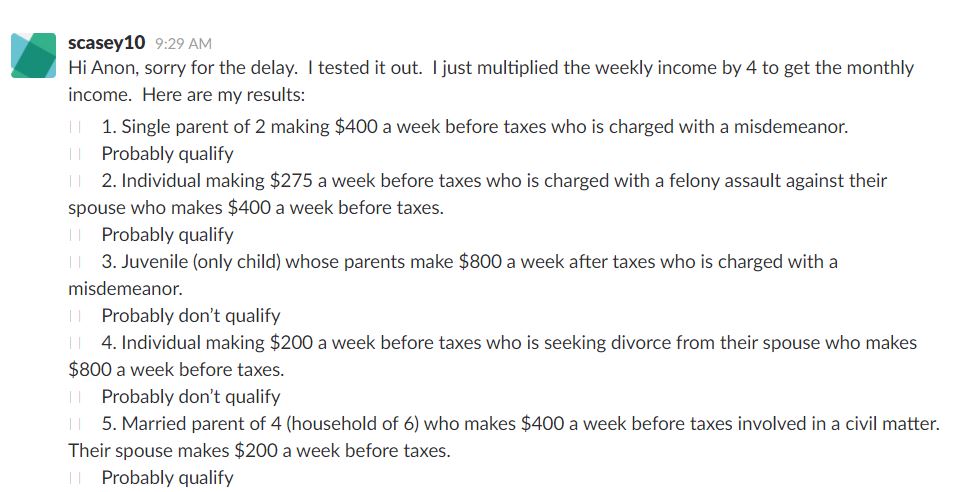 scasey10 9:29 AM
Hi Anon, sorry for the delay. I tested it out. I just multiplied the weekly income by 4 to get the monthly
income. Here are my results:
1. Single parent of 2 making $400 a week before taxes who is charged with a misdemeanor.
Probably qualify
2. Individual making $275 a week before taxes who is charged with a felony assault against their
spouse who makes $400 a week before taxes.
Probably qualify
3. Juvenile (only child) whose parents make $800 a week after taxes who is charged with a
misdemeanor.
Probably don’t qualify
4. Individual making $200 a week before taxes who is seeking divorce from their spouse who makes
$800 a week before taxes.
Probably don’t qualify
5. Married parent of 4 (household of 6) who makes $400 a week before taxes involved in a civil matter.
Their spouse makes $200 a week before taxes.
Probably qualify